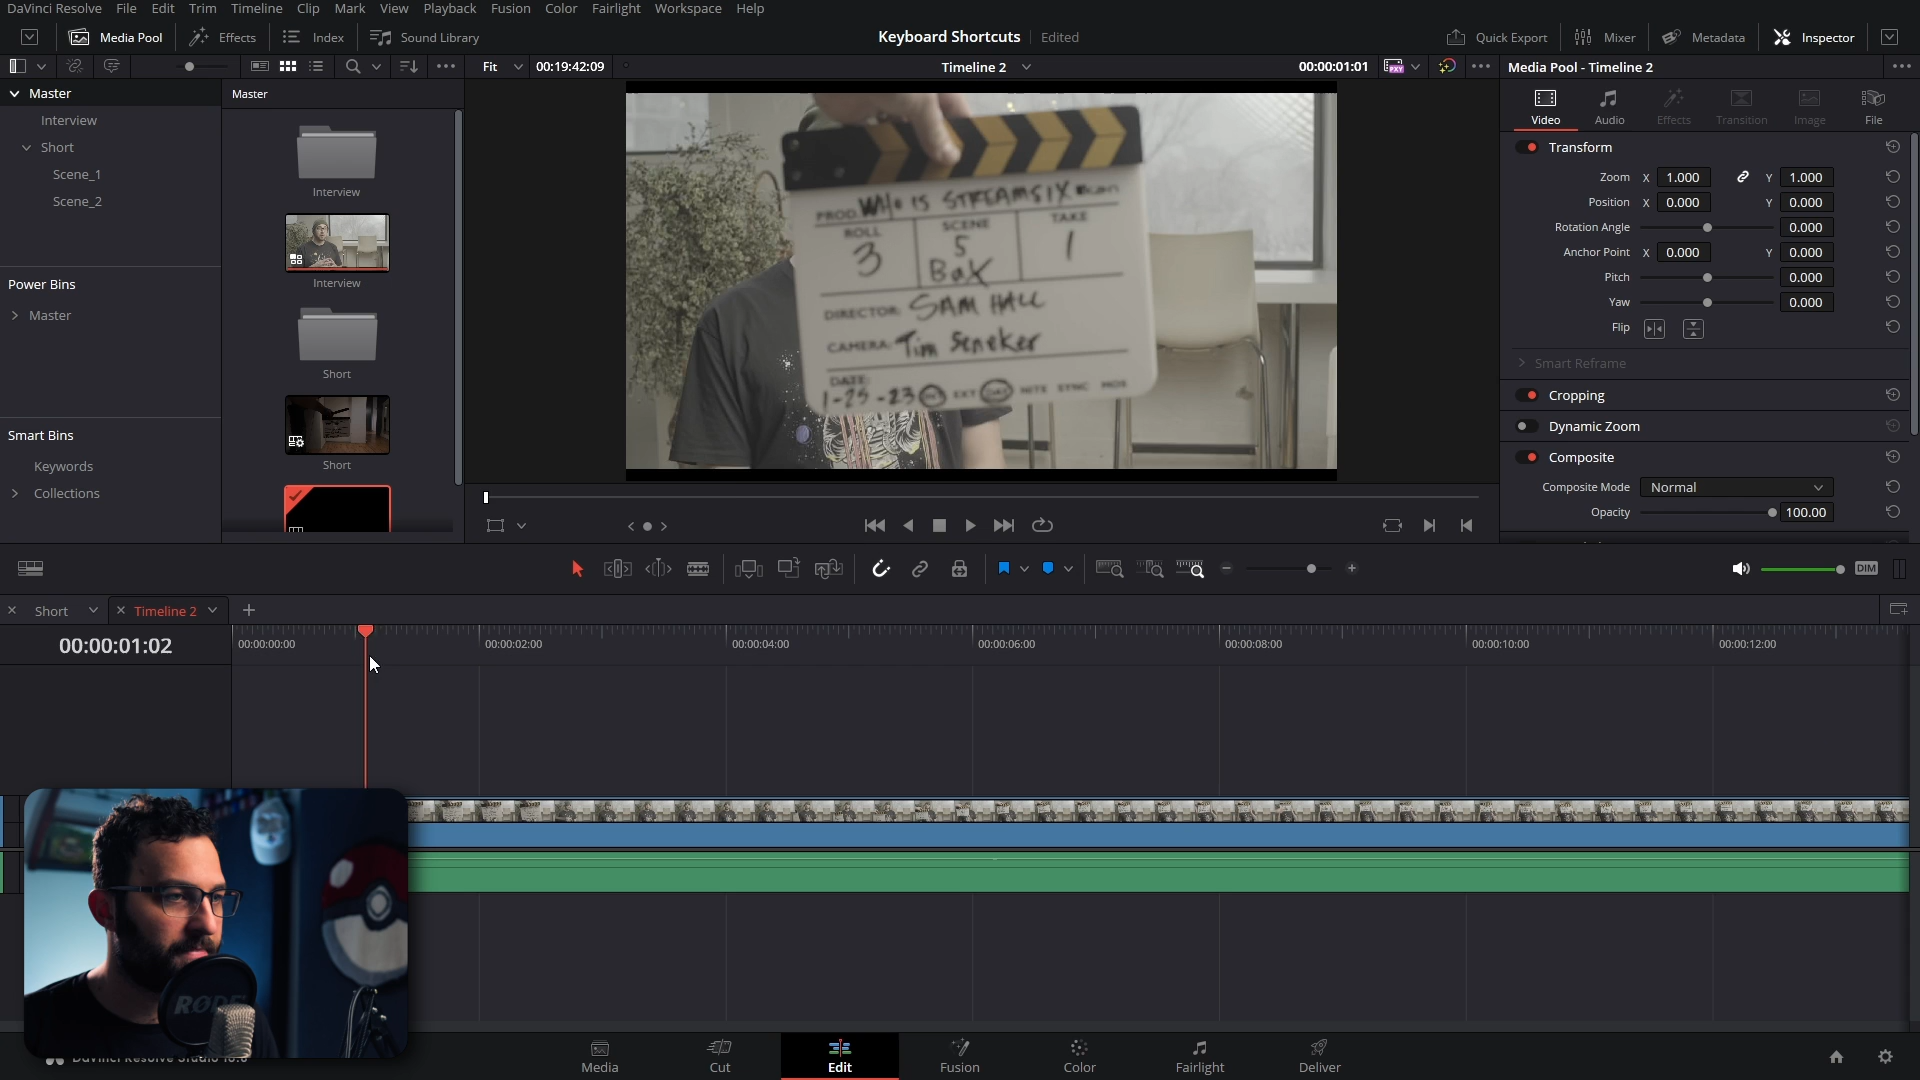 DaVinci Resolve File Edit Trim Timeline Clip Mark View Playback Fusion Color Fairlight Workspace Help
Media Pool Effects Index Sound Library
Keyboard Shortcuts Edited
Quick Export Mixer Metadata Inspector
Fit 00:19:42:09
Timeline 2
00:00:01:01
Media Pool - Timeline 2
Master
Interview
Short
Scene_1
Scene_2
Power Bins
Master
Smart Bins
Keywords
Collections
Master
Interview
Interview
Short
Short
PROD. WHO IS STREAMSIX
ROLL SCENE TAKE
3 5 1
DIRECTOR: SAM HALL
CAMERA: Tim Seneker
DATE:
1-25-23 EXT DAY NITE SYNC MOS
Video Audio Effects Transition Image File
Transform
Zoom X 1.000 Y 1.000
Position X 0.000 Y 0.000
Rotation Angle 0.000
Anchor Point X 0.000 Y 0.000
Pitch 0.000
Yaw 0.000
Flip
Smart Reframe
Cropping
Dynamic Zoom
Composite
Composite Mode Normal
Opacity 100.00
DIM
Short Timeline 2
00:00:01:02
00:00:00:00 00:00:02:00 00:00:04:00 00:00:06:00 00:00:08:00 00:00:10:00 00:00:12:00
RØDE
Media Cut Edit Fusion Color Fairlight Deliver